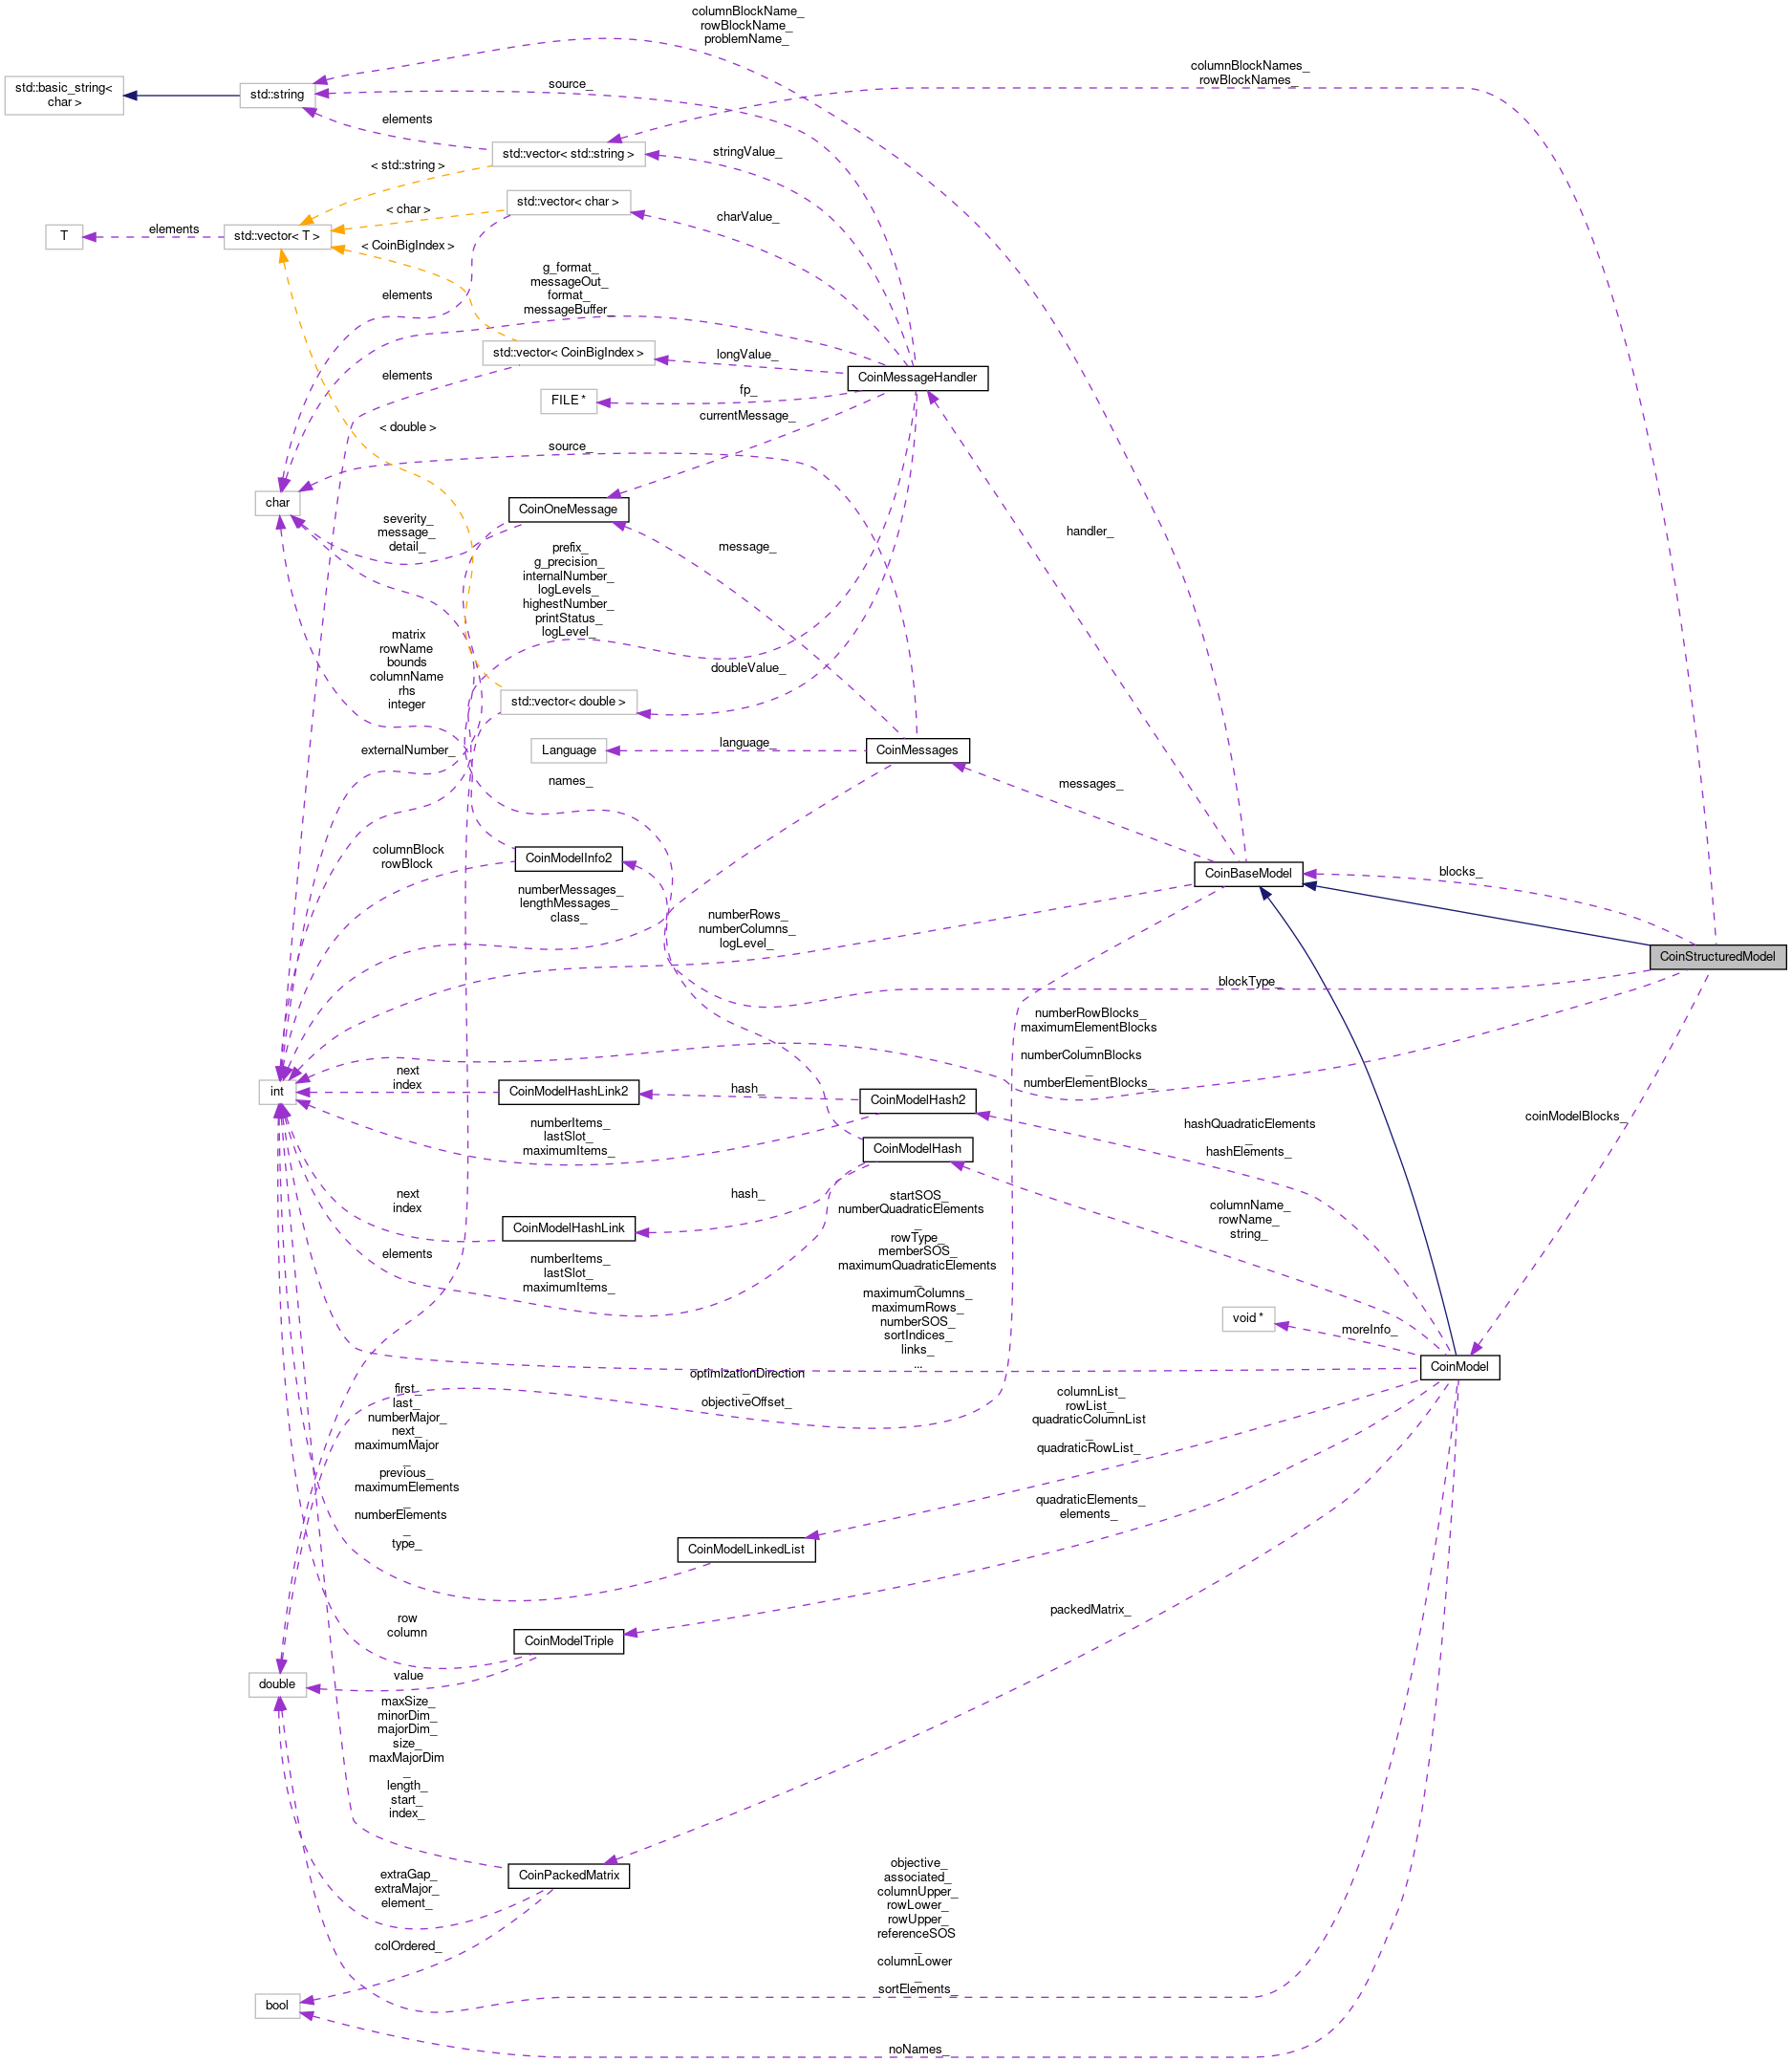 columnBlockName_
rowBlockName_
problemName_
columnBlockNames_
rowBlockNames_
source_
std::basic_string<
char >
std::string
elements
std::vector< std::string >
stringValue_
< std::string >
std::vector< char >
< char >
charValue_
T
elements
std::vector< T >
< CoinBigIndex >
g_format_
messageOut_
format_
messageBuffer_
elements
std::vector< CoinBigIndex >
longValue_
CoinMessageHandler
elements
fp_
FILE *
currentMessage_
< double >
source_
char
CoinOneMessage
severity_
message_
detail_
handler_
message_
prefix_
g_precision_
internalNumber_
logLevels_
highestNumber_
printStatus_
logLevel_
matrix
rowName
bounds
columnName
rhs
integer
doubleValue_
std::vector< double >
externalNumber_
Language
language_
CoinMessages
names_
messages_
columnBlock
rowBlock
CoinModelInfo2
CoinBaseModel
blocks_
numberMessages_
lengthMessages_
class_
numberRows_
numberColumns_
logLevel_
CoinStructuredModel
blockType_
numberRowBlocks_
maximumElementBlocks
_
numberColumnBlocks
_
numberElementBlocks_
int
next
index
CoinModelHashLink2
hash_
CoinModelHash2
coinModelBlocks_
numberItems_
lastSlot_
maximumItems_
hashQuadraticElements
_
hashElements_
CoinModelHash
next
index
CoinModelHashLink
hash_
startSOS_
numberQuadraticElements
_
rowType_
memberSOS_
maximumQuadraticElements
_
maximumColumns_
maximumRows_
numberSOS_
sortIndices_
links_
...
columnName_
rowName_
string_
elements
numberItems_
lastSlot_
maximumItems_
void *
moreInfo_
CoinModel
optimizationDirection
_
objectiveOffset_
first_
last_
numberMajor_
next_
maximumMajor
_
previous_
maximumElements
_
numberElements
_
type_
columnList_
rowList_
quadraticColumnList
_
quadraticRowList_
quadraticElements_
elements_
CoinModelLinkedList
packedMatrix_
row
column
CoinModelTriple
value
double
maxSize_
minorDim_
majorDim_
size_
maxMajorDim
_
length_
start_
index_
CoinPackedMatrix
extraGap_
extraMajor_
element_
objective_
associated_
columnUpper_
rowLower_
rowUpper_
referenceSOS
_
columnLower
_
sortElements_
colOrdered_
bool
noNames_